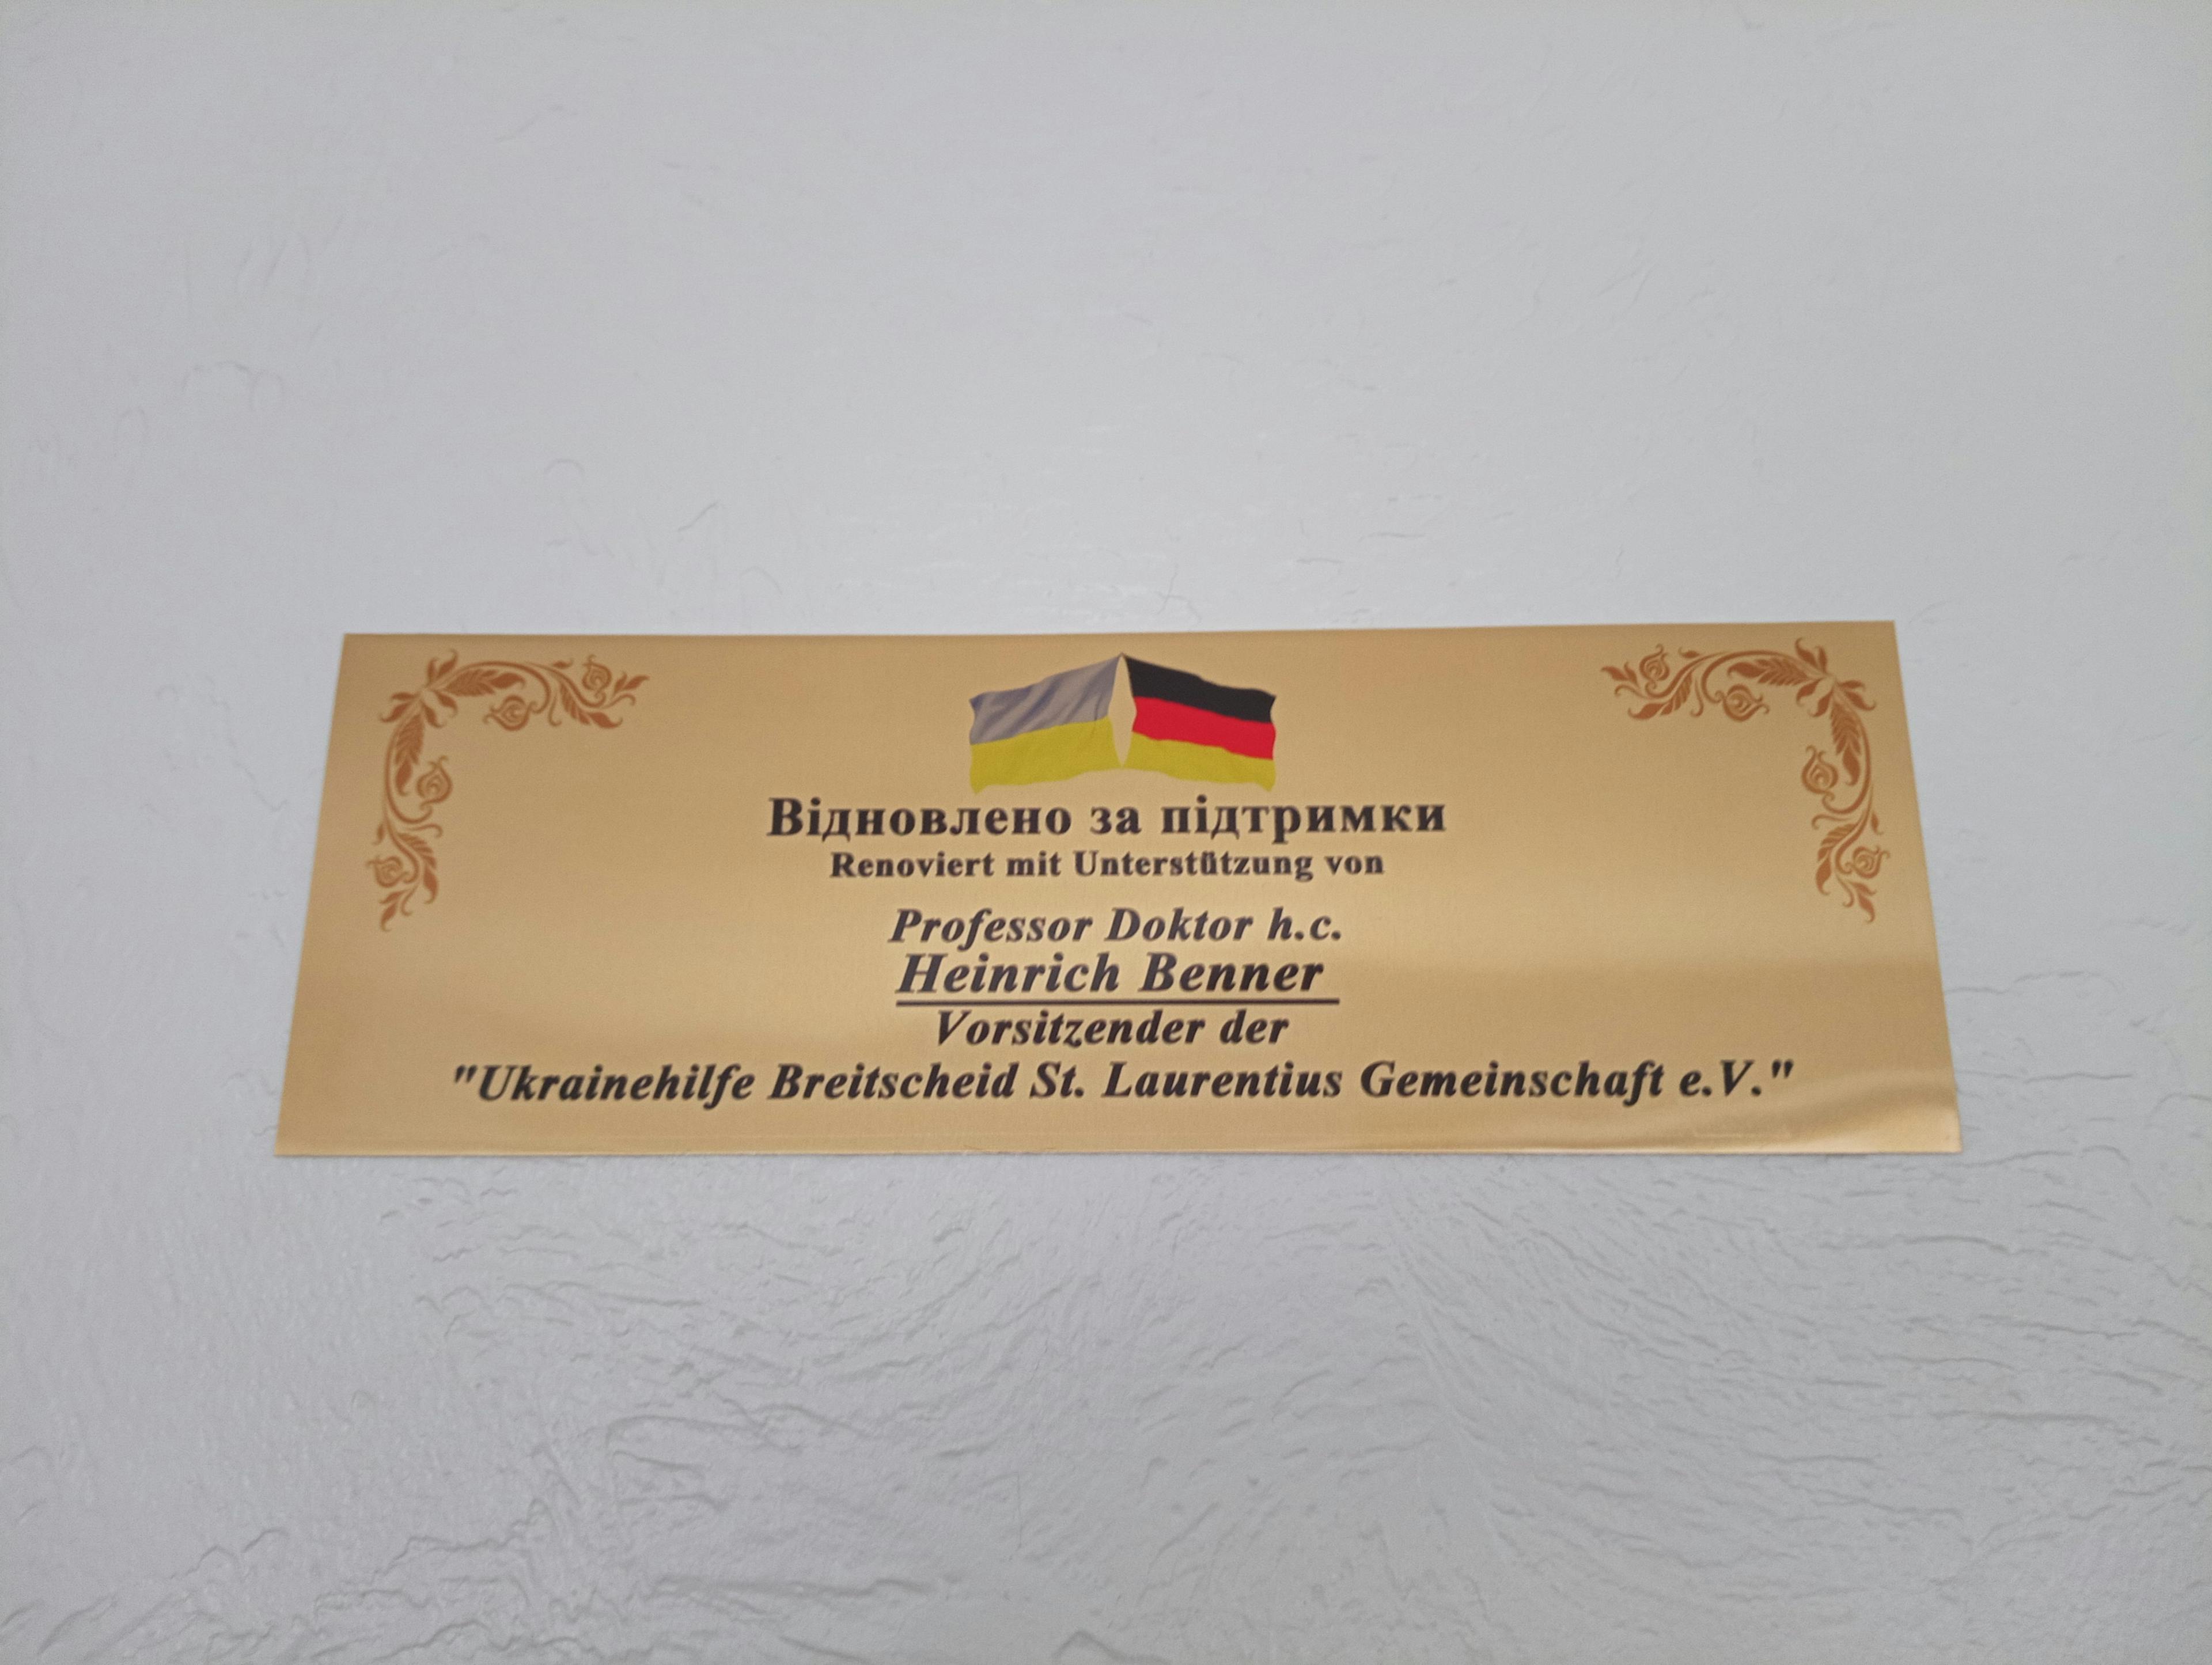 Відновлено за підтримки
Renoviert mit Unterstützung von
Professor Doktor h.c.
Heinrich Benner
Vorsitzender der
"Ukrainehilfe Breitscheid St. Laurentius Gemeinschaft e.V."